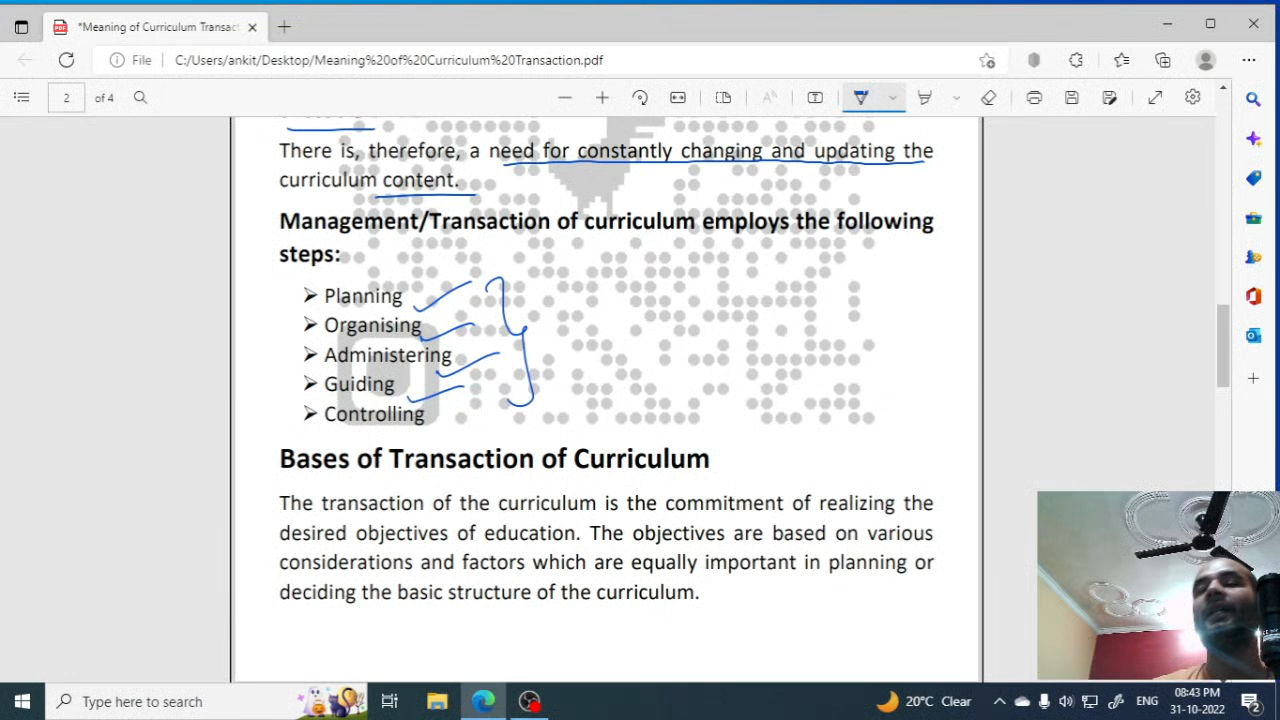 *Meaning of Curriculum Transact
File
C:/Users/ankit/Desktop/Meaning%20of%20Curriculum%20Transaction.pdf
2 of 4
There is, therefore, a need for constantly changing and updating the
curriculum content.
Management/Transaction of curriculum employs the following
steps:
Planning
Organising
Administering
Guiding
Controlling
Bases of Transaction of Curriculum
The transaction of the curriculum is the commitment of realizing the
desired objectives of education. The objectives are based on various
considerations and factors which are equally important in planning or
deciding the basic structure of the curriculum.
Type here to search
20°C Clear
ENG
08:43 PM
31-10-2022
2